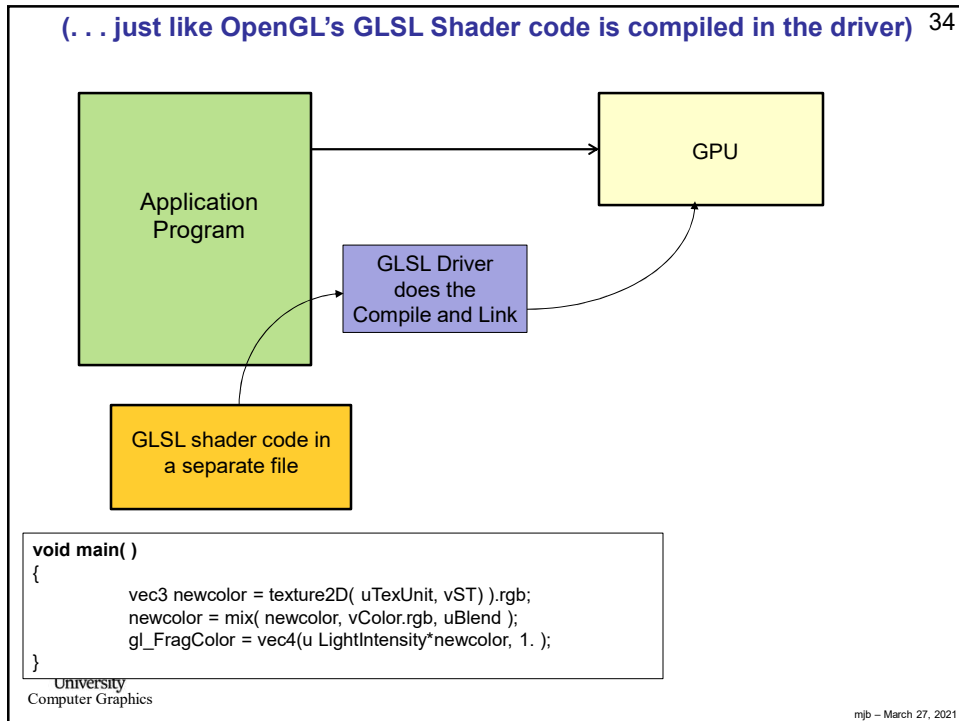 (. . . just like OpenGL's GLSL Shader code is compiled in the driver)
34
Application
Program
GPU
GLSL Driver
does the
Compile and Link
GLSL shader code in
a separate file
void main( )
{
vec3 newcolor = texture2D( uTexUnit, vST) ).rgb;
newcolor = mix( newcolor, vColor.rgb, uBlend );
gl_FragColor = vec4(u LightIntensity*newcolor, 1. );
}
University
Computer Graphics
mjb – March 27, 2021